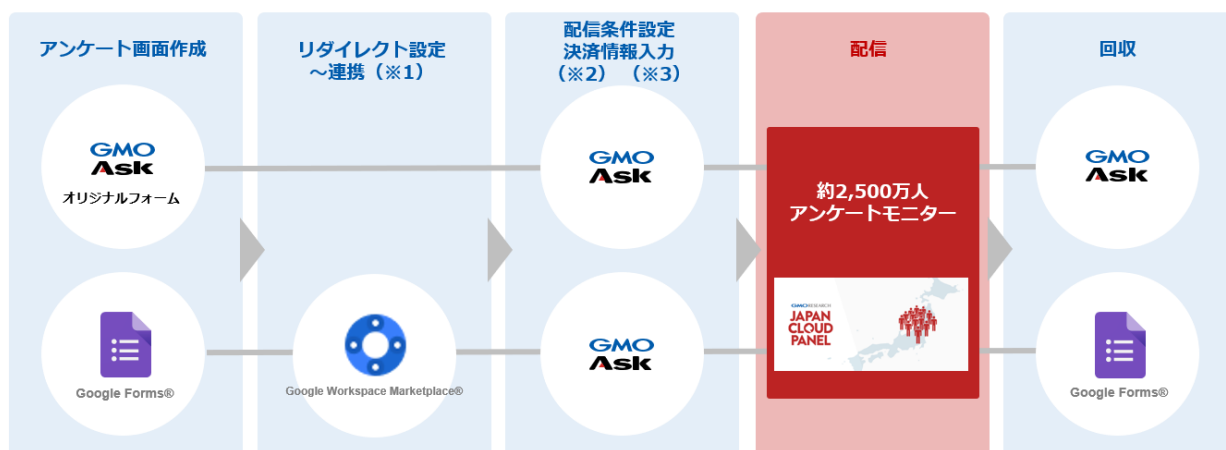 アンケート画面作成
リダイレクト設定
～連携（※1）
配信条件設定
決済情報入力
（※2）　（※3）
配信
回収
GMO
Ask
オリジナルフォーム
GMO
Ask
約2,500万人
アンケートモニター
GMO
Ask
Google Forms®
Google Workspace Marketplace®
GMO
Ask
GMORESEARCH
JAPAN
CLOUD
PANEL
Google Forms®